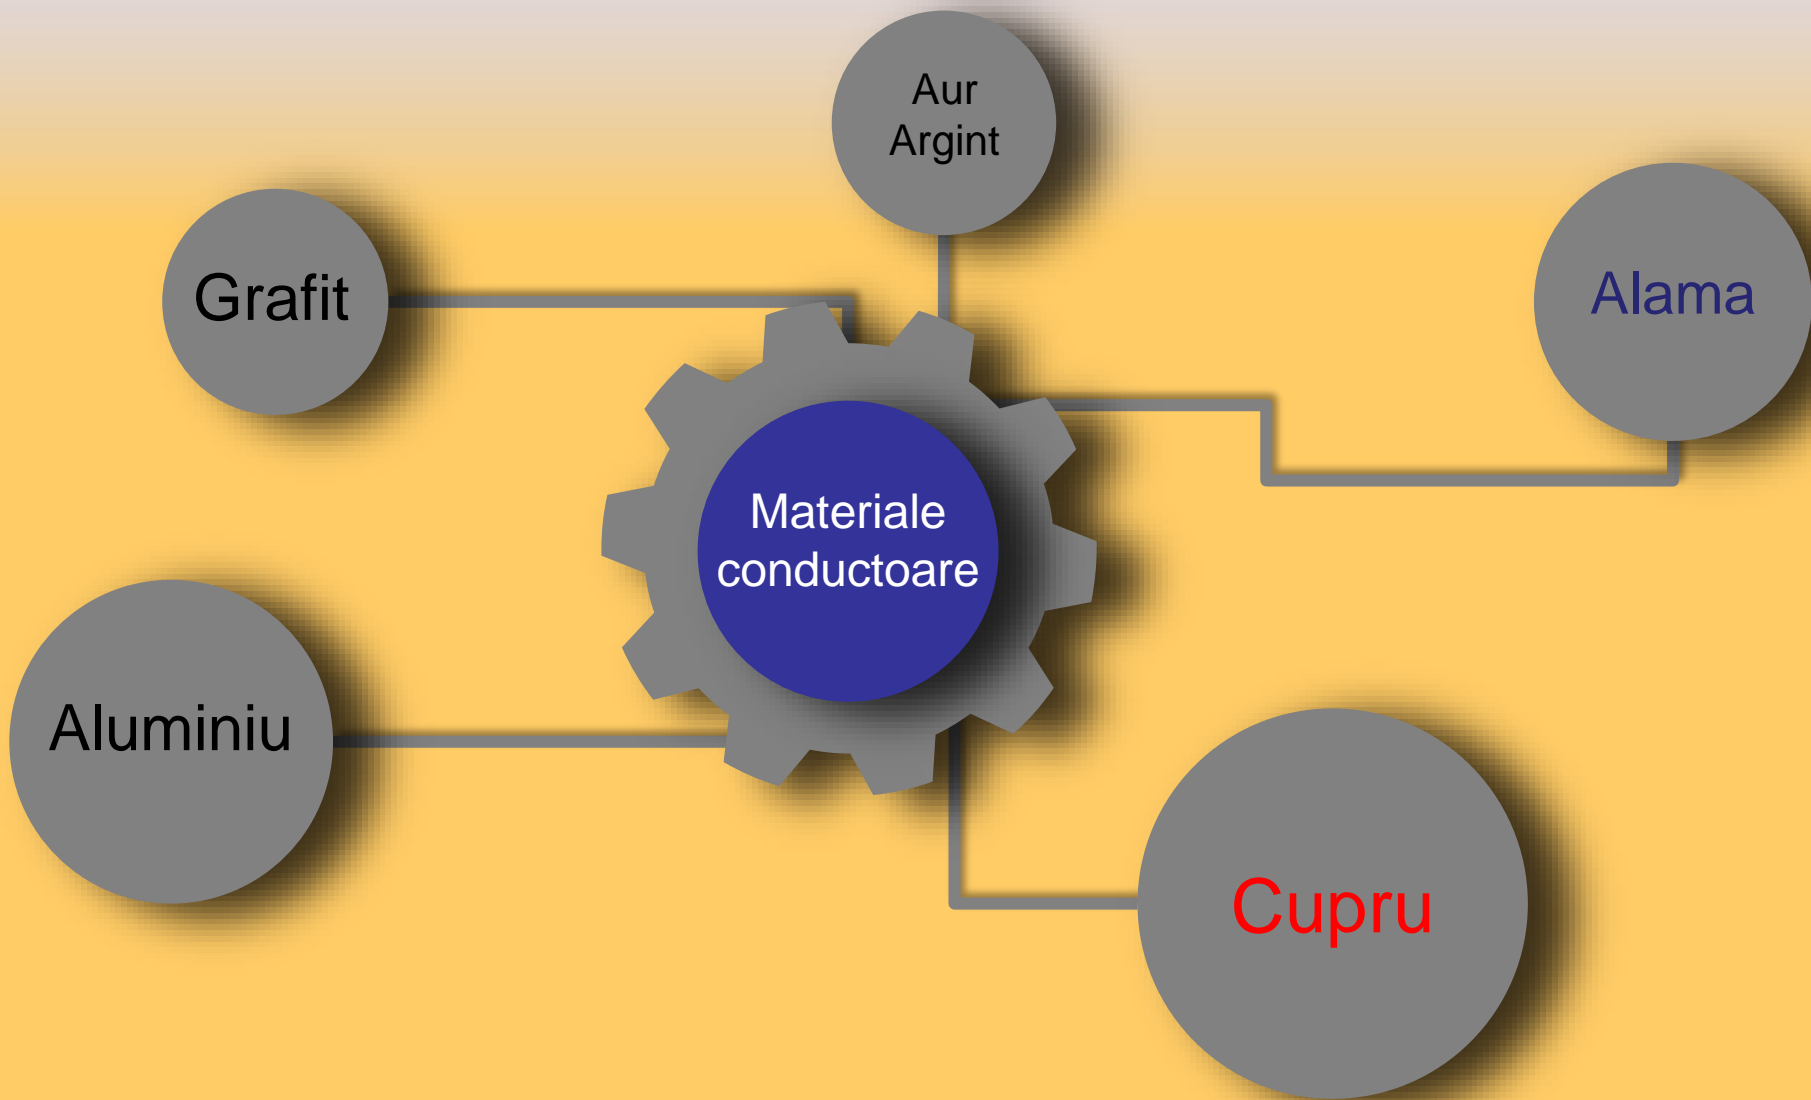 Aur
Argint
Grafit
Alama
Materiale
conductoare
Aluminiu
Cupru